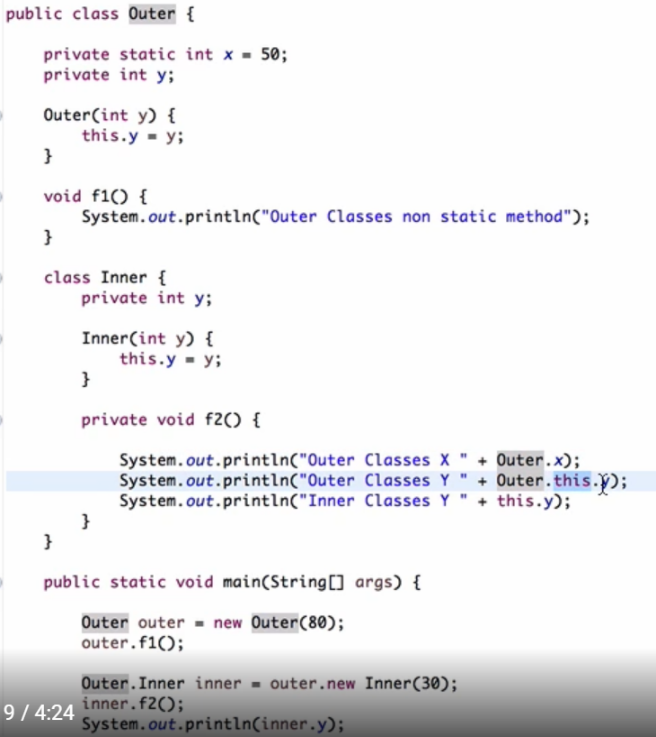 public class Outer {
private static int x = 50;
private int y;
Outer(int y) {
this.y = y;
}
void f1() {
System.out.println("Outer Classes non static method");
}
class Inner {
private int y;
Inner(int y) {
this.y = y;
}
private void f2() {
System.out.println("Outer Classes X " + Outer.x);
System.out.println("Outer Classes Y " + Outer.this.y);
System.out.println("Inner Classes Y " + this.y);
}
}
public static void main(String[] args) {
Outer outer = new Outer(80);
outer.f1();
Outer.Inner inner = outer.new Inner(30);
inner.f2();
9 / 4:24
System.out.println(inner.y);